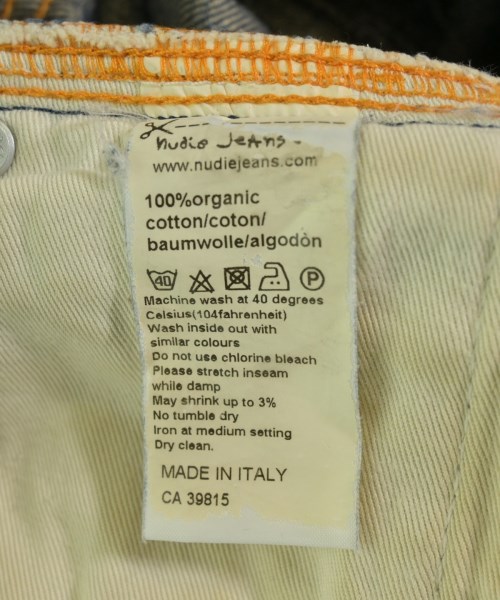 nudie Jeans-
www.nudiejeans.com
100%organic
cotton/coton/
baumwolle/algodòn
40 P
Machine wash at 40 degrees
Celsius(104fahrenheit)
Wash inside out with
similar colours
Do not use chlorine bleach
Please stretch inseam
while damp
May shrink up to 3%
No tumble dry
Iron at medium setting
Dry clean.
MADE IN ITALY
CA 39815